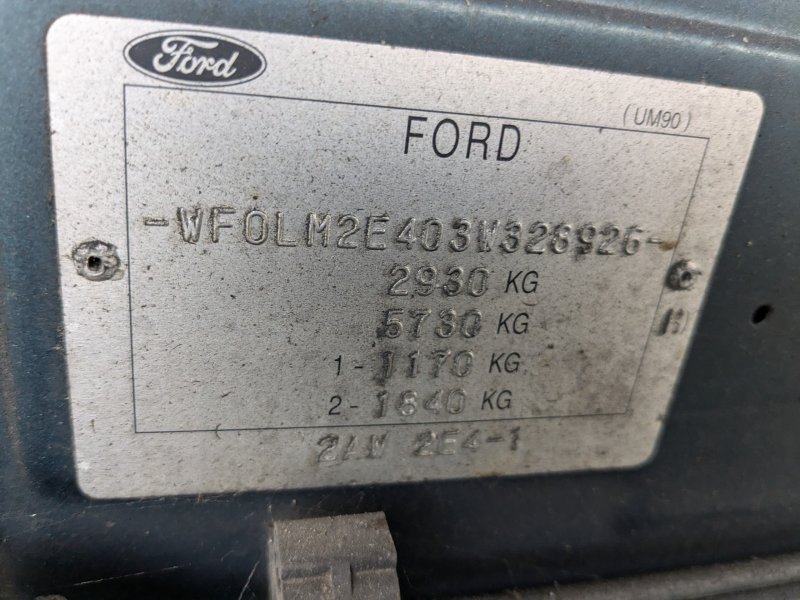 Ford
(UM90)
FORD
-WF0LM2E403W328926-
2930 KG
5730 KG
1-1170 KG
2-1840 KG
2AW 2E4-1